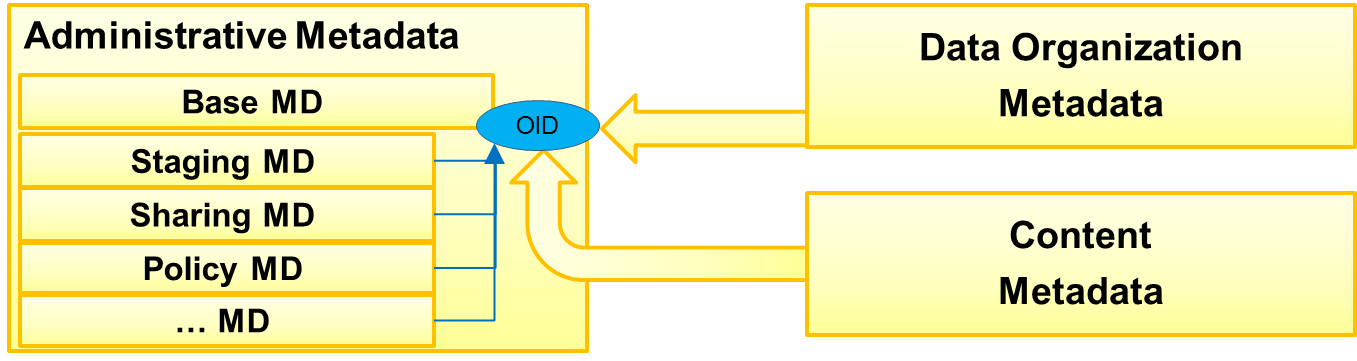 Administrative Metadata
Base MD
OID
Staging MD
Sharing MD
Policy MD
... MD
Data Organization
Metadata
Content
Metadata